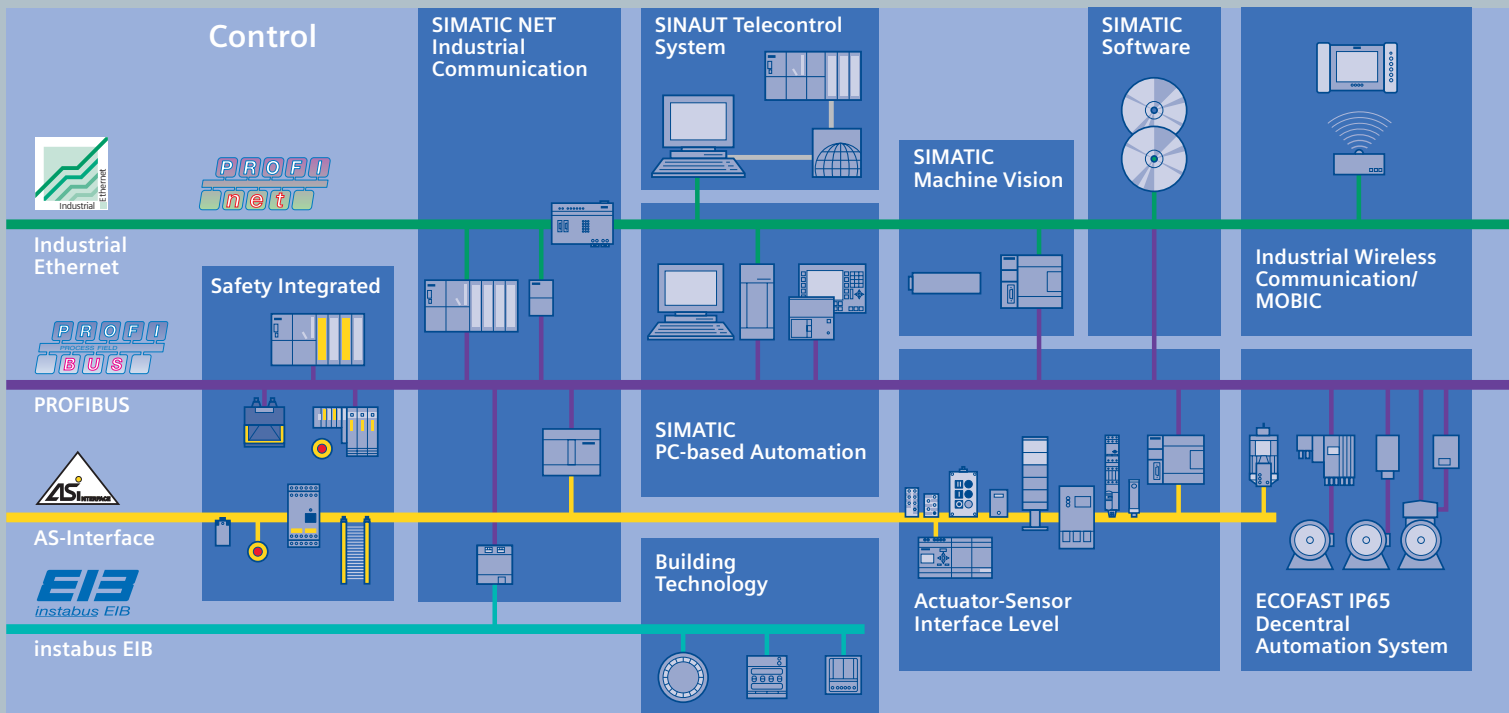 Control
SIMATIC NET
Industrial
Communication
SINAUT Telecontrol
System
SIMATIC
Software
SIMATIC
Machine Vision
Industrial
Ethernet
PROFI
net
Industrial
Ethernet
Safety Integrated
Industrial Wireless
Communication/
MOBIC
PROFI
PROCESS FIELD
BUS
PROFIBUS
SIMATIC
PC-based Automation
ASi
INTERFACE
AS-Interface
EIB
instabus EIB
Building
Technology
Actuator-Sensor
Interface Level
ECOFAST IP65
Decentral
Automation System
instabus EIB